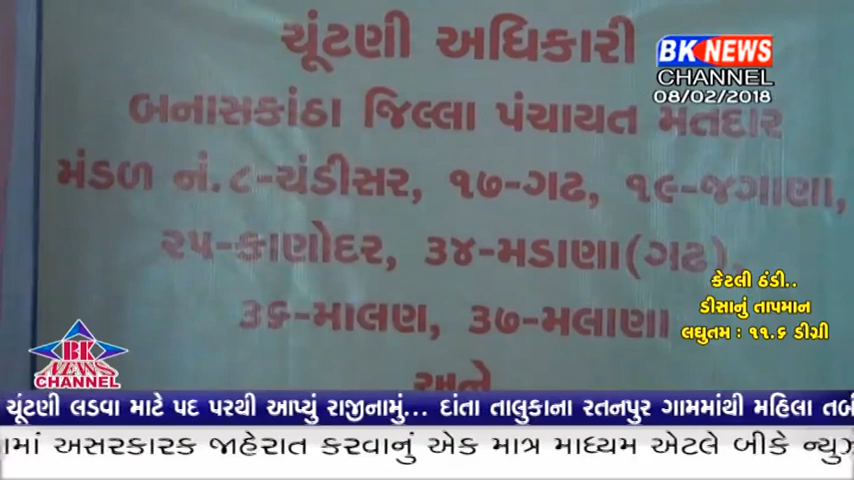 ચૂંટણી અધિકારી
બનાસકાંઠા જિલ્લા પંચાયત મતદાર
મંડળ નં.૮-ચંડીસર, ૧૭-ગઢ, ૧૯-જગાણા,
૨૫-કાણોદર, ૩૪-મડાણા(ગઢ),
૩૬-માલણ, ૩૭-મલાણા
અને
BK NEWS
CHANNEL
08/02/2018
કેટલી ઠંડી..
ડીસાનું તાપમાન
લઘુતમ : ૧૧.૬ ડીગ્રી
BK
NEWS
CHANNEL
ચૂંટણી લડવા માટે પદ પરથી આપ્યું રાજીનામું... દાંતા તાલુકાના રતનપુર ગામમાંથી મહિલા તબી
માં અસરકારક જાહેરાત કરવાનું એક માત્ર માધ્યમ એટલે બીકે ન્યુઝ